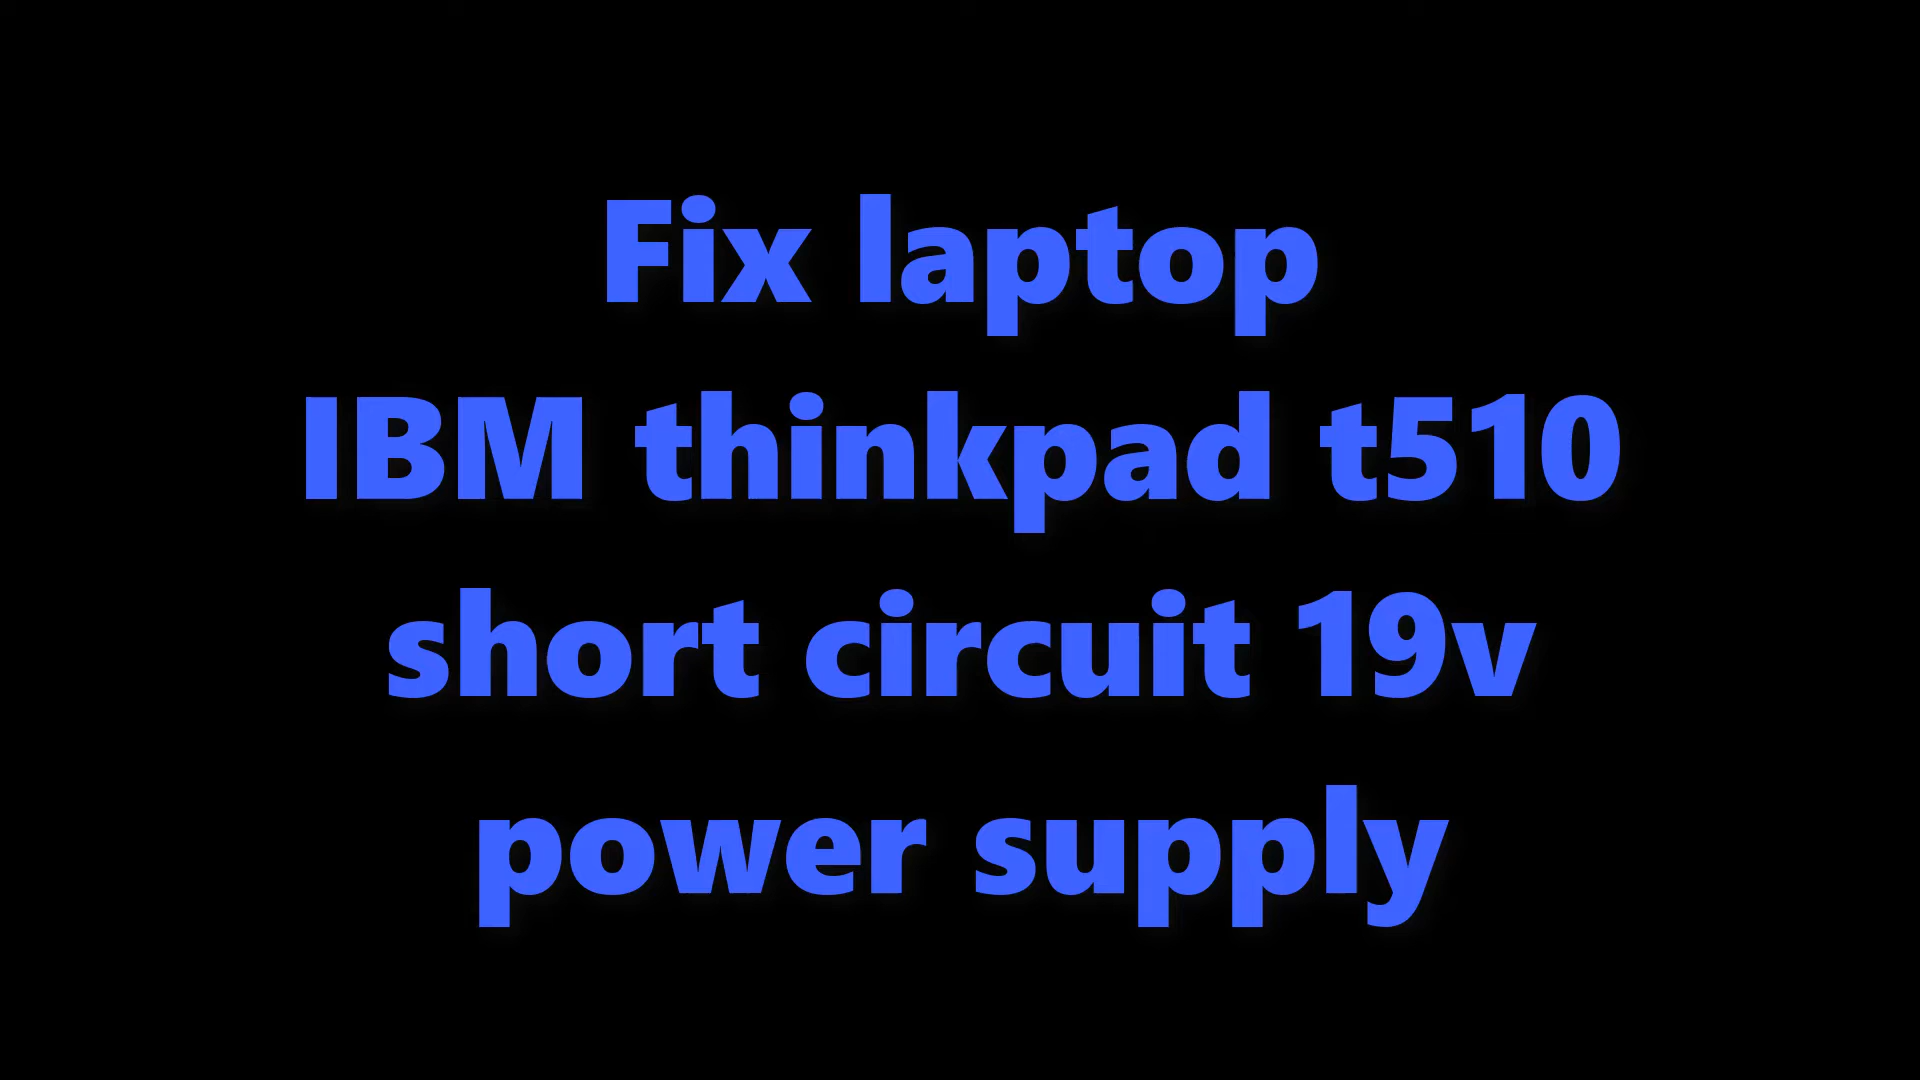 Fix laptop
IBM thinkpad t510
short circuit 19v
power supply